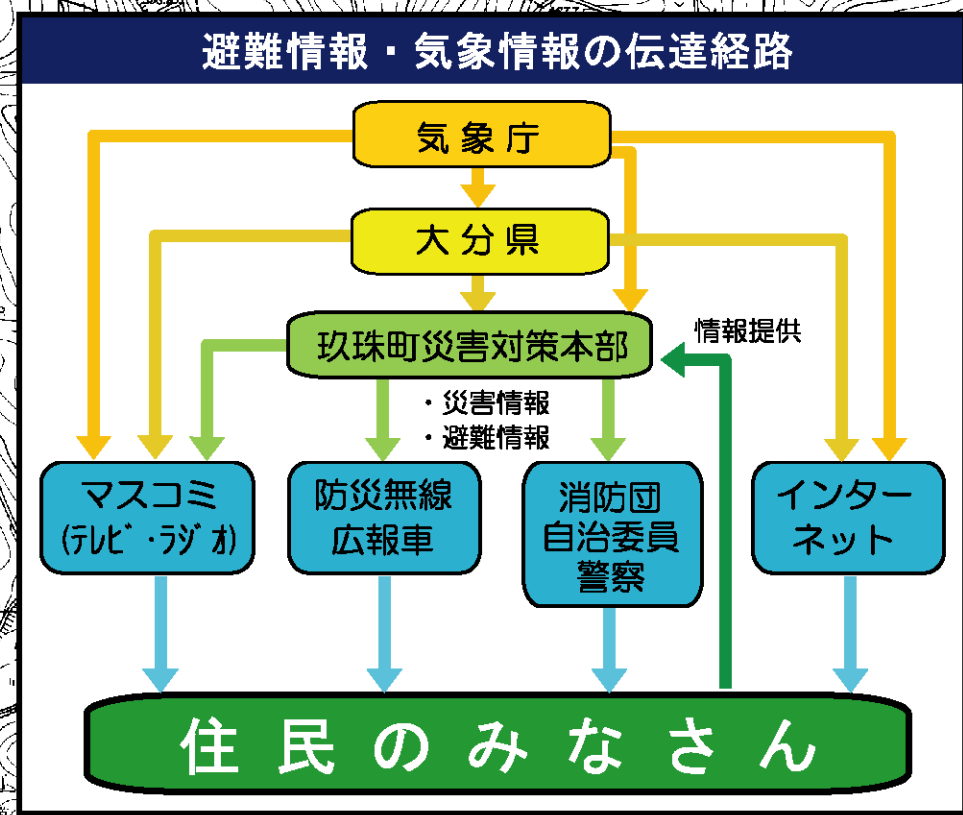 避難情報・気象情報の伝達経路
気象庁
大分県
玖珠町災害対策本部
情報提供
・災害情報
・避難情報
マスコミ
(テレビ・ラジオ)
防災無線
広報車
消防団
自治委員
警察
インター
ネット
住民のみなさん